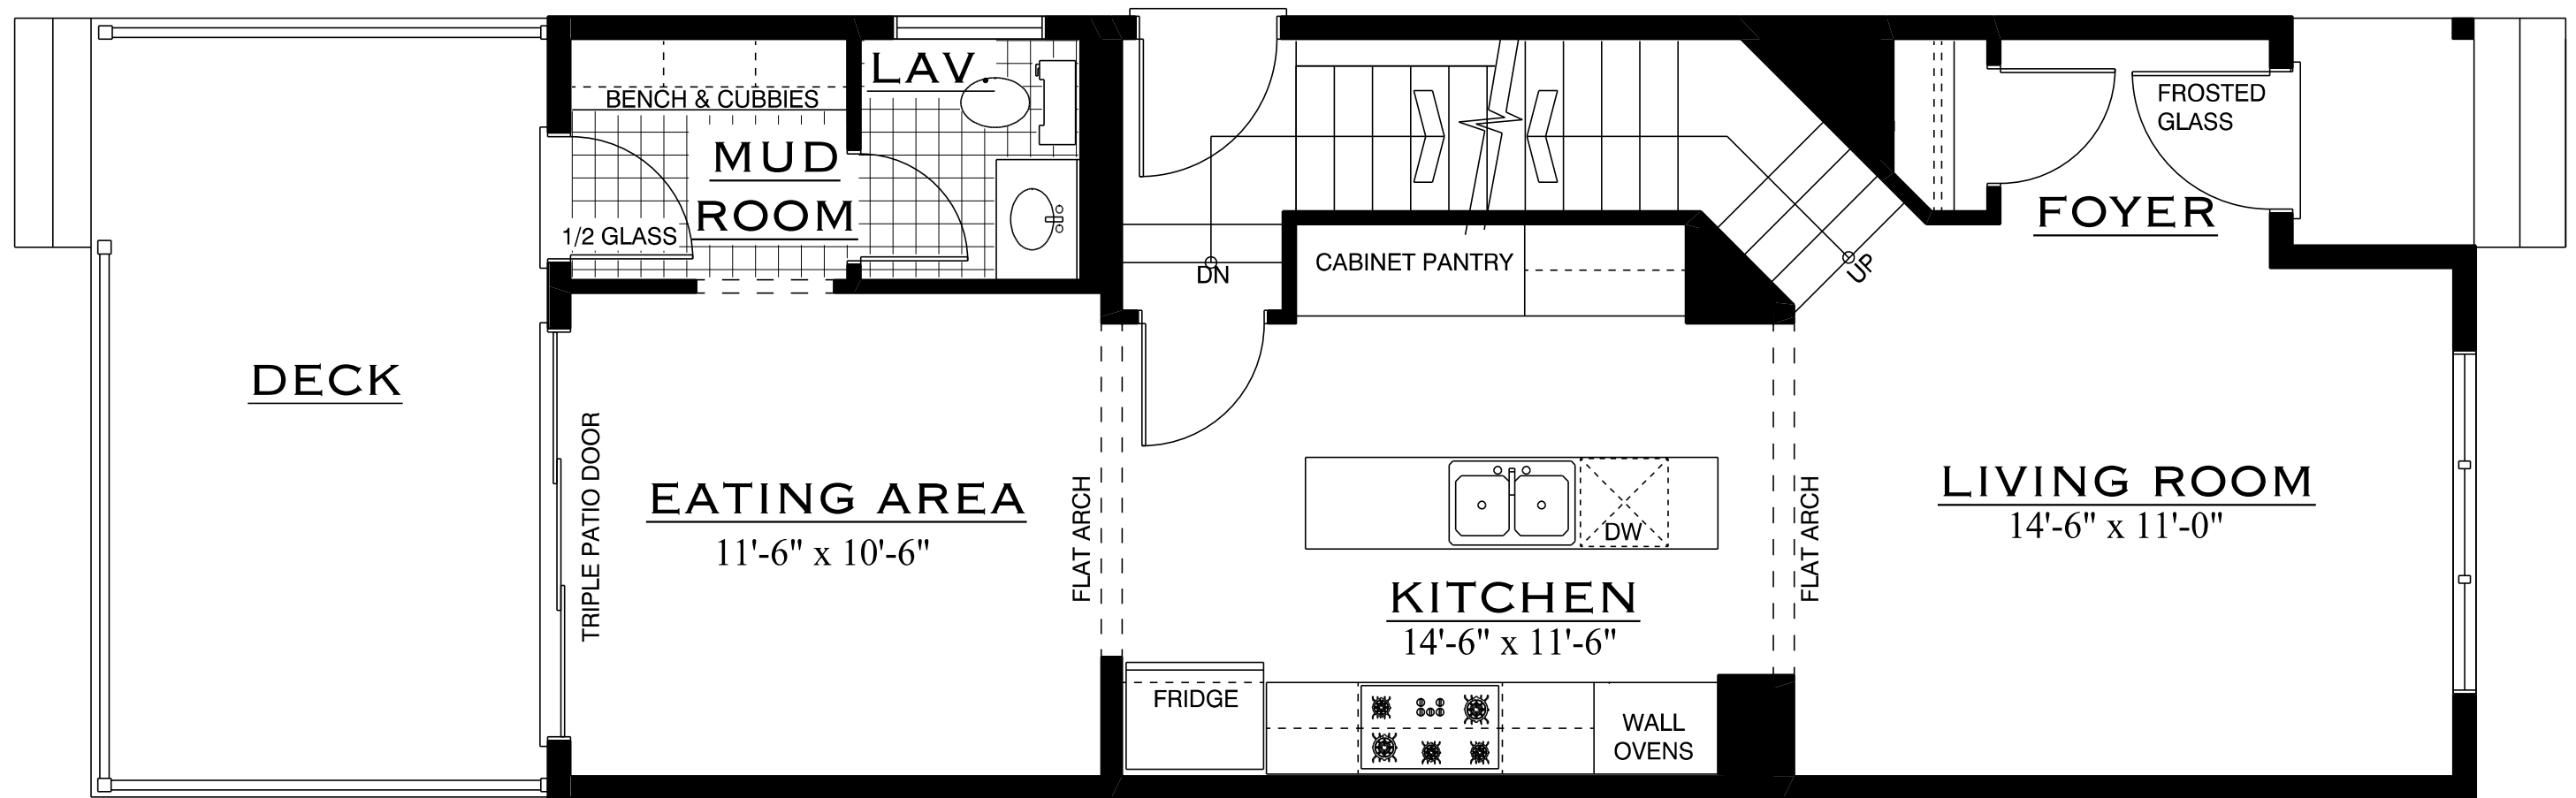 LAV.
BENCH & CUBBIES
FROSTED
GLASS
MUD
ROOM
1/2 GLASS
FOYER
CABINET PANTRY
DN
UP
DECK
TRIPLE PATIO DOOR
EATING AREA
11'-6" x 10'-6"
FLAT ARCH
DW
KITCHEN
14'-6" x 11'-6"
FLAT ARCH
LIVING ROOM
14'-6" x 11'-0"
FRIDGE
WALL
OVENS